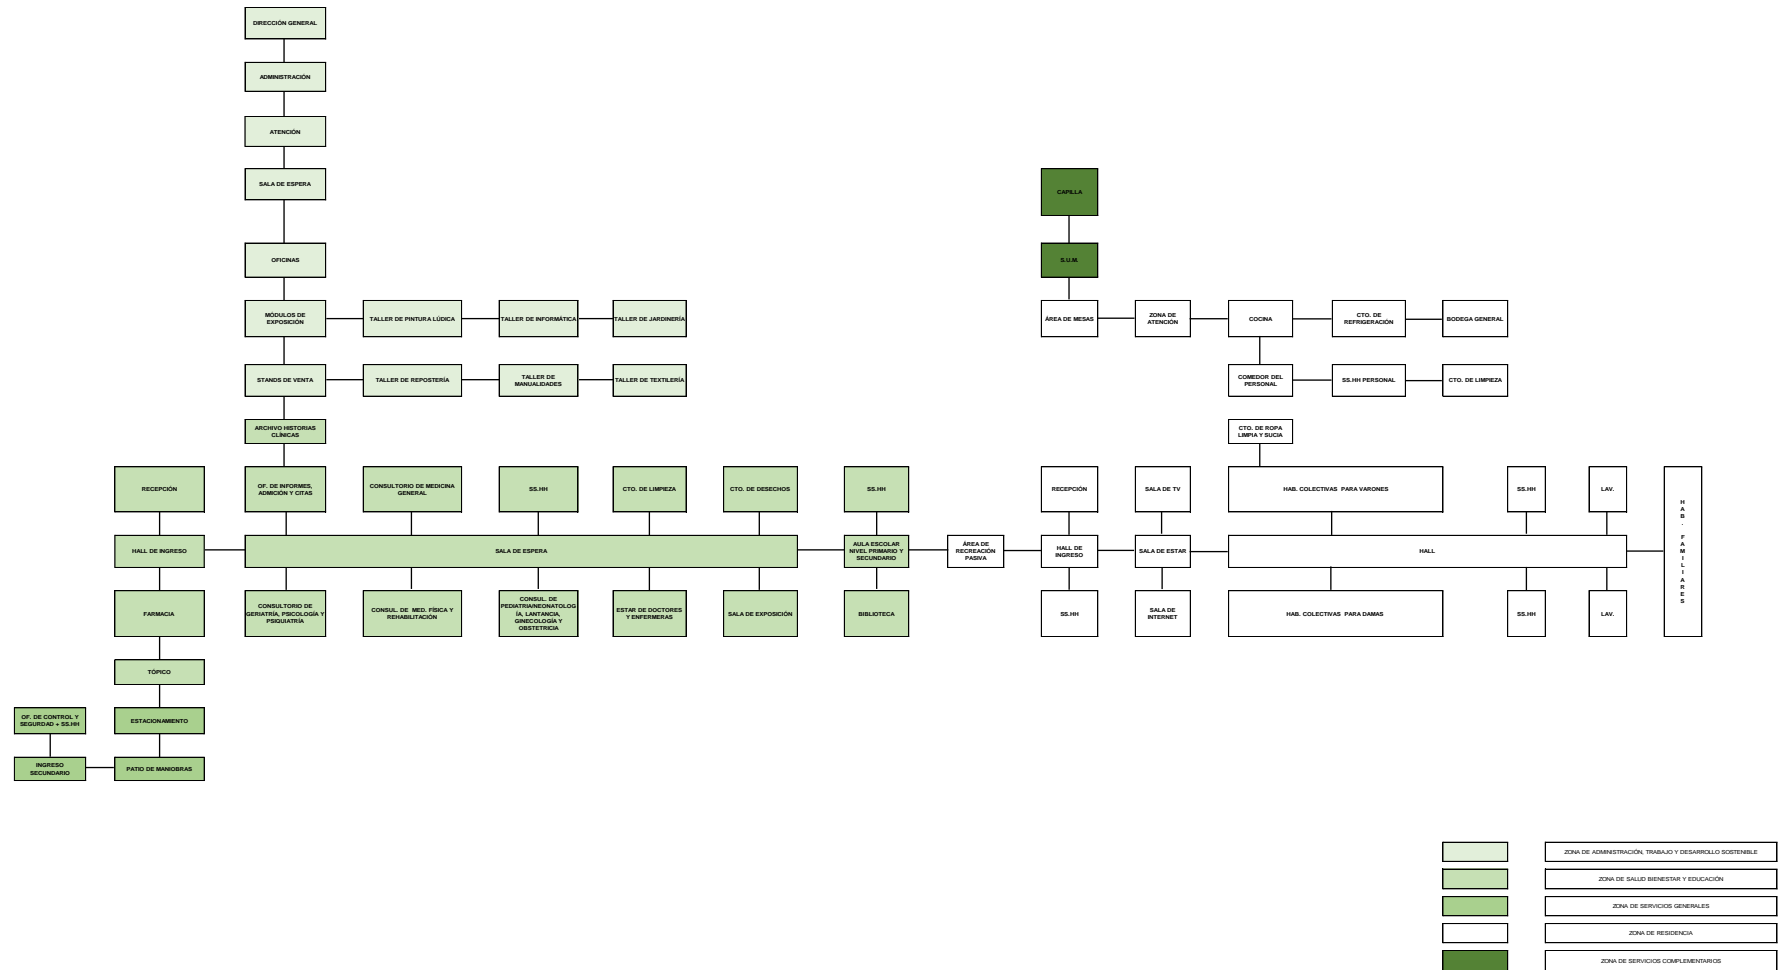 DIRECCIÓN GENERAL
ADMINISTRACIÓN
ATENCIÓN
SALA DE ESPERA
CAPILLA
OFICINAS
S.U.M.
MÓDULOS DE
EXPOSICIÓN
TALLER DE PINTURA LÚDICA
TALLER DE INFORMÁTICA
TALLER DE JARDINERÍA
ÁREA DE MESAS
ZONA DE
ATENCIÓN
COCINA
CTO. DE
REFRIGERACIÓN
BODEGA GENERAL
STANDS DE VENTA
TALLER DE REPOSTERÍA
TALLER DE
MANUALIDADES
TALLER DE TEXTILERÍA
COMEDOR DEL
PERSONAL
SS.HH PERSONAL
CTO. DE LIMPIEZA
ARCHIVO HISTORIAS
CLÍNICAS
CTO. DE ROPA
LIMPIA Y SUCIA
RECEPCIÓN
OF. DE INFORMES,
ADMICIÓN Y CITAS
CONSULTORIO DE MEDICINA
GENERAL
SS.HH
CTO. DE LIMPIEZA
CTO. DE DESECHOS
SS.HH
RECEPCIÓN
SALA DE TV
HAB. COLECTIVAS PARA VARONES
SS.HH
LAV.
HAB. FAMILIARES
HALL DE INGRESO
SALA DE ESPERA
AULA ESCOLAR
NIVEL PRIMARIO Y
SECUNDARIO
ÁREA DE
RECREACIÓN
PASIVA
HALL DE
INGRESO
SALA DE ESTAR
HALL
FARMACIA
CONSULTORIO DE
GERIATRÍA, PSICOLOGÍA Y
PSIQUIATRÍA
CONSUL. DE MED. FÍSICA Y
REHABILITACIÓN
CONSUL. DE
PEDIATRIA/NEONATOLOG
ÍA, LANTANCIA,
GINECOLOGÍA Y
OBSTETRICIA
ESTAR DE DOCTORES
Y ENFERMERAS
SALA DE EXPOSICIÓN
BIBLIOTECA
SS.HH
SALA DE
INTERNET
HAB. COLECTIVAS PARA DAMAS
SS.HH
LAV.
TÓPICO
OF. DE CONTROL Y
SEGURDAD + SS.HH
ESTACIONAMIENTO
INGRESO
SECUNDARIO
PATIO DE MANIOBRAS
ZONA DE ADMINISTRACIÓN, TRABAJO Y DESARROLLO SOSTENIBLE
ZONA DE SALUD BIENESTAR Y EDUCACIÓN
ZONA DE SERVICIOS GENERALES
ZONA DE RESIDENCIA
ZONA DE SERVICIOS COMPLEMENTARIOS